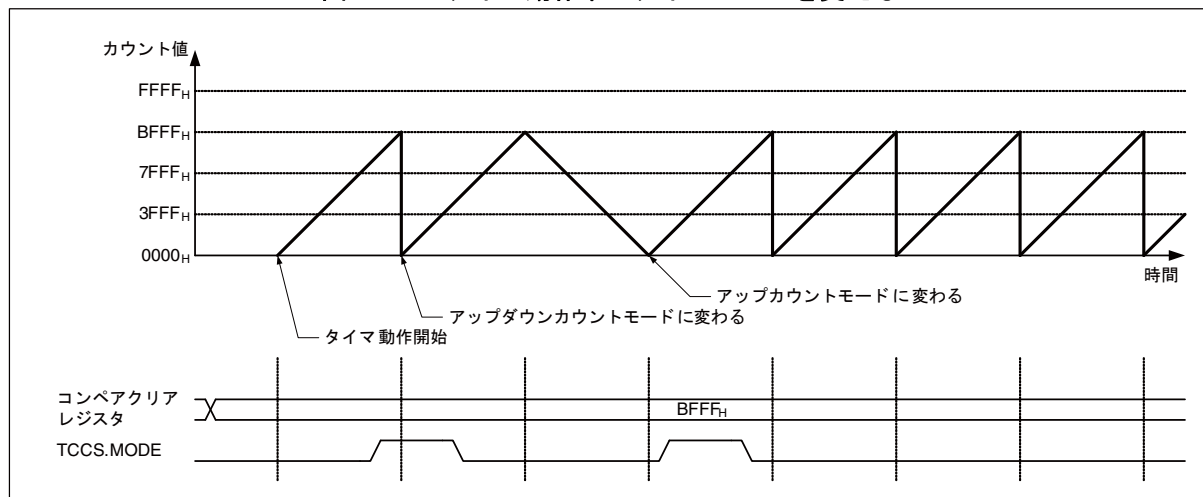 カウント値
FFFFH
BFFFH
7FFFH
3FFFH
0000H
時間
アップカウントモードに変わる
アップダウンカウントモードに変わる
タイマ動作開始
コンペアクリア
レジスタ
BFFFH
TCCS.MODE